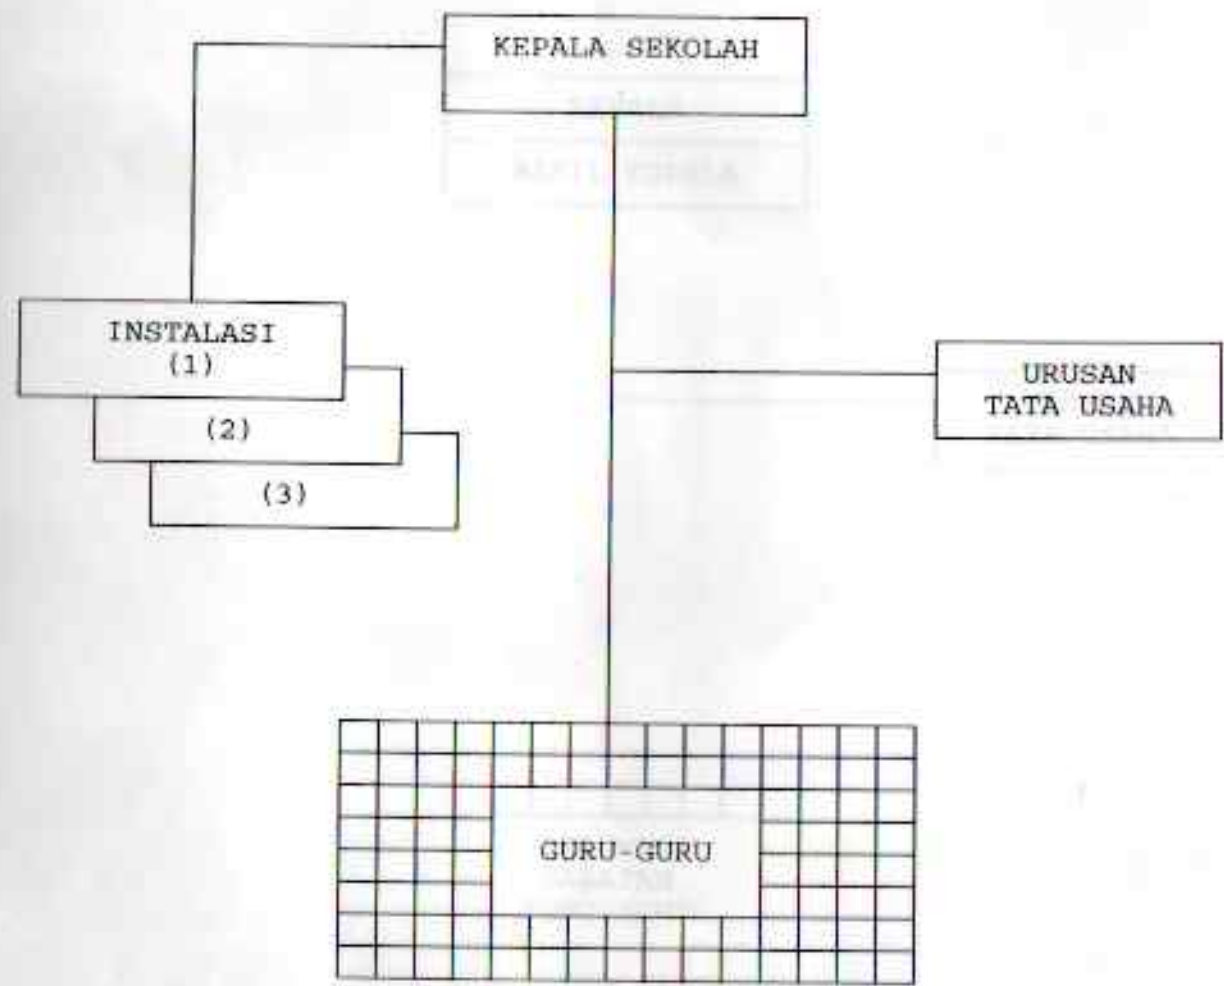 KEPALA SEKOLAH
INSTALASI
(1)
(2)
(3)
URUSAN
TATA USAHA
GURU-GURU